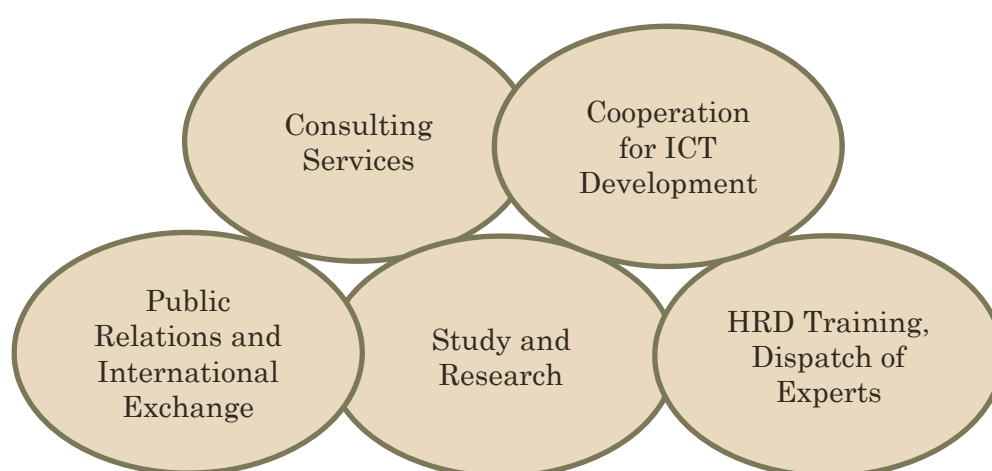 Consulting
Services
Cooperation
for ICT
Development
Public
Relations and
International
Exchange
Study and
Research
HRD Training,
Dispatch of
Experts